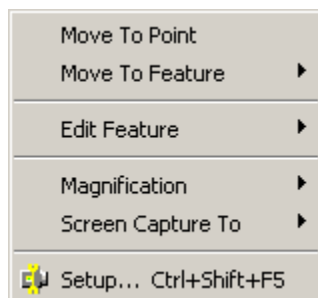 Move To Point
Move To Feature
Edit Feature
Magnification
Screen Capture To
Setup... Ctrl+Shift+F5